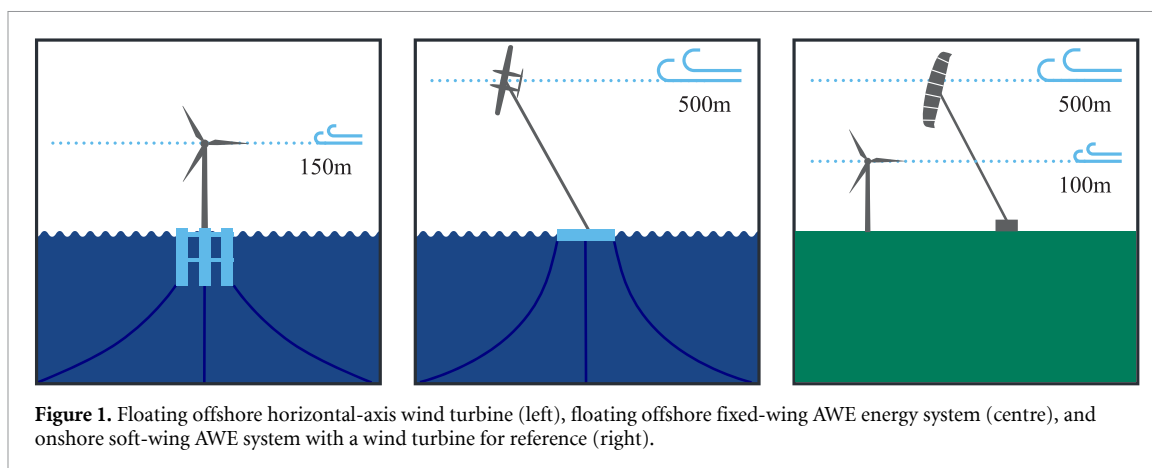 150m
500m
500m
100m
Figure 1. Floating offshore horizontal-axis wind turbine (left), floating offshore fixed-wing AWE energy system (centre), and
onshore soft-wing AWE system with a wind turbine for reference (right).